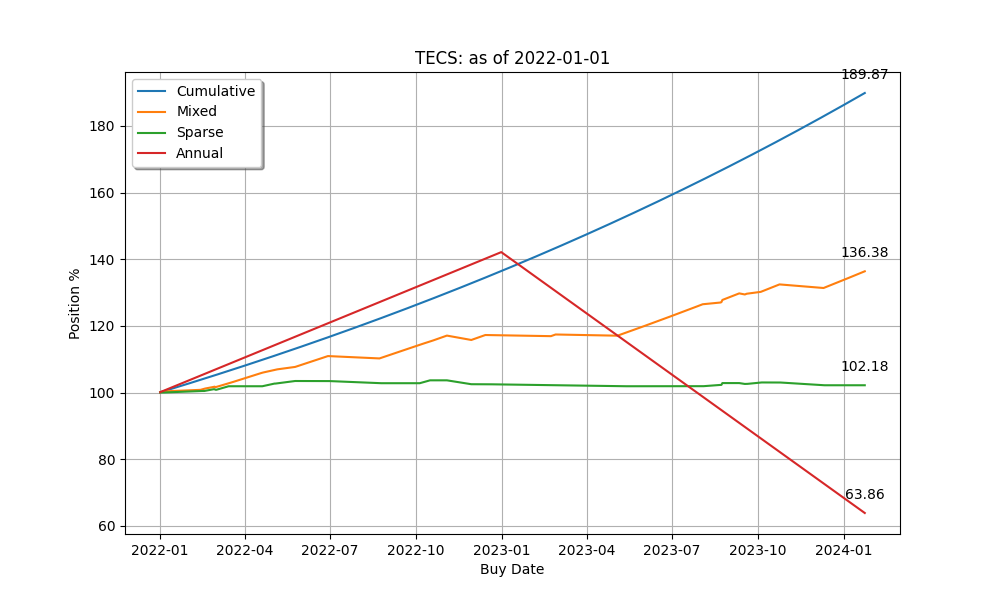 TECS: as of 2022-01-01
189.87
Cumulative
Mixed
Sparse
Annual
180
160
140
120
100
80
60
136.38
102.18
63.86
Position %
2022-01 2022-04 2022-07 2022-10 2023-01 2023-04 2023-07 2023-10 2024-01
Buy Date